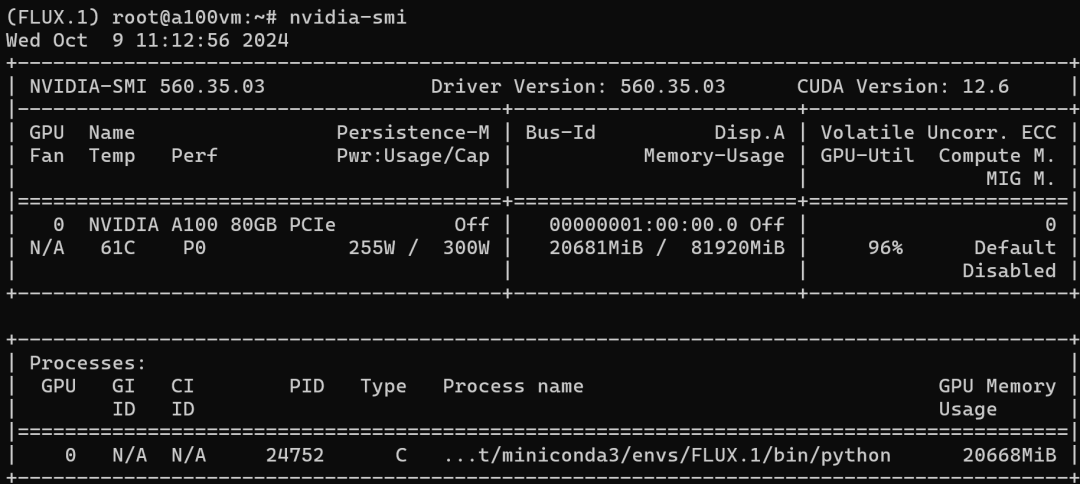 (FLUX.1) root@a100vm:~# nvidia-smi
Wed Oct  9 11:12:56 2024
+-----------------------------------------------------------------------------------------+
| NVIDIA-SMI 560.35.03              Driver Version: 560.35.03      CUDA Version: 12.6     |
|-----------------------------------------+------------------------+----------------------+
| GPU  Name                 Persistence-M | Bus-Id          Disp.A | Volatile Uncorr. ECC |
| Fan  Temp   Perf          Pwr:Usage/Cap |           Memory-Usage | GPU-Util  Compute M. |
|                                         |                        |               MIG M. |
|=========================================+========================+======================|
|   0  NVIDIA A100 80GB PCIe          Off |   00000001:00:00.0 Off |                    0 |
| N/A   61C    P0            255W /  300W |   20681MiB /  81920MiB |     96%      Default |
|                                         |                        |             Disabled |
+-----------------------------------------+------------------------+----------------------+

+-----------------------------------------------------------------------------------------+
| Processes:                                                                              |
|  GPU   GI   CI        PID   Type   Process name                              GPU Memory |
|        ID   ID                                                               Usage      |
|=========================================================================================|
|    0   N/A  N/A     24752      C   ...t/miniconda3/envs/FLUX.1/bin/python      20668MiB |
+-----------------------------------------------------------------------------------------+